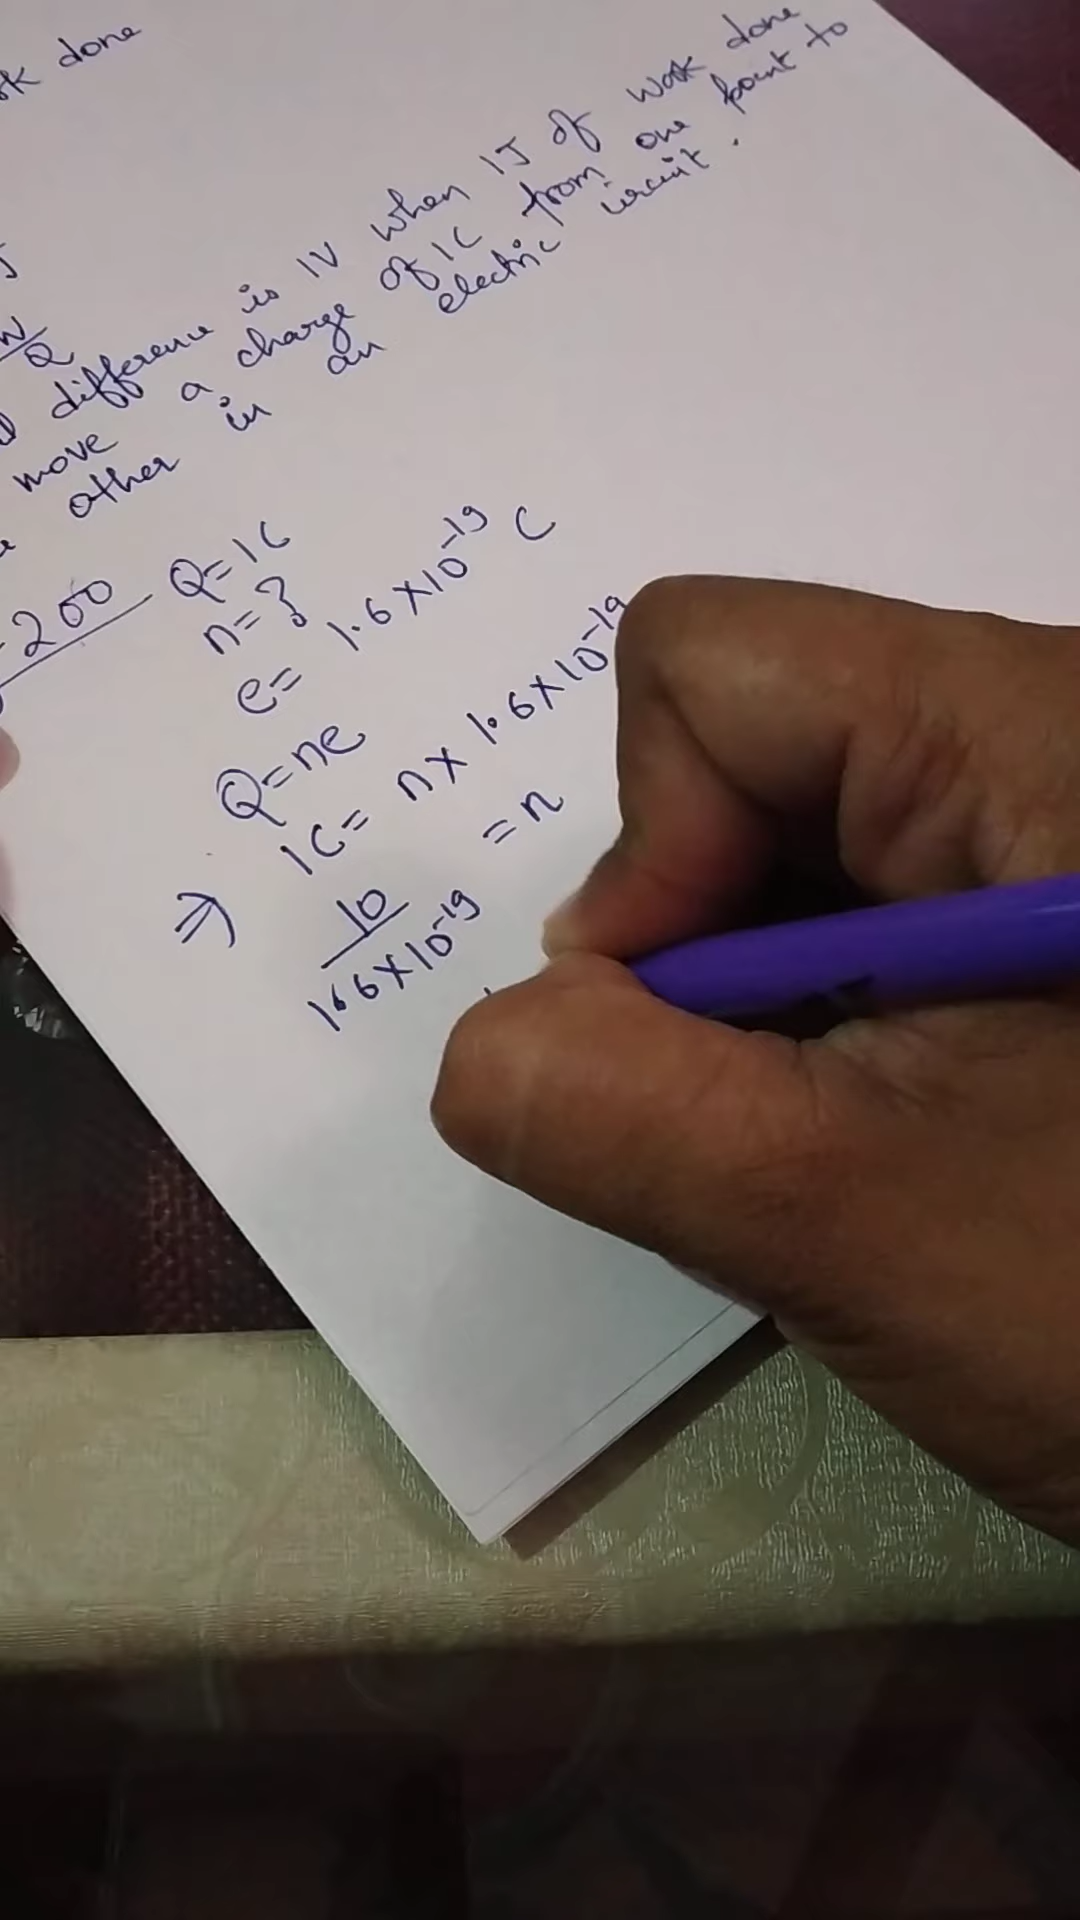 done
W/Q
difference is 1V when 1J of work done
move a charge of 1C from one point to
other in an electric circuit.
200 Q=1C
n=?
e= 1.6×10⁻¹⁹ C
Q=ne
1C= n× 1.6×10⁻¹⁹
⇒ 10/1.6×10⁻¹⁹ =n